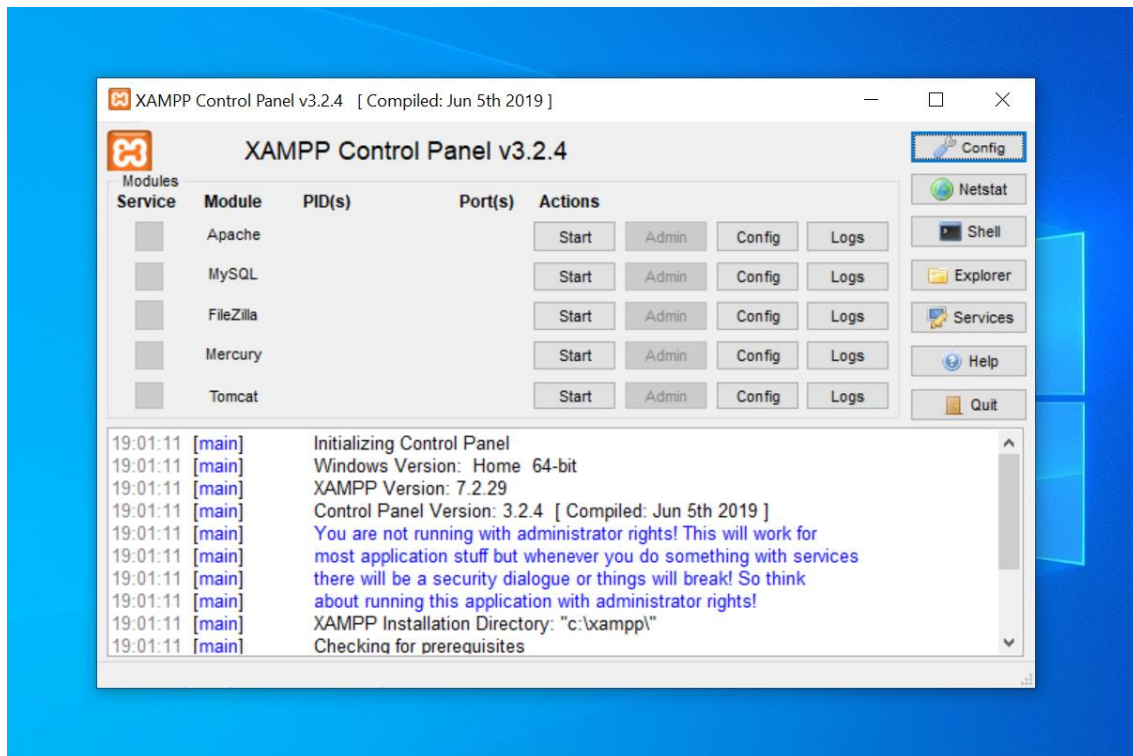 XAMPP Control Panel v3.2.4 [ Compiled: Jun 5th 2019 ]
XAMPP Control Panel v3.2.4
Config
Modules
Service Module PID(s) Port(s) Actions
Netstat
Apache Start Admin Config Logs
Shell
MySQL Start Admin Config Logs
Explorer
FileZilla Start Admin Config Logs
Services
Mercury Start Admin Config Logs
Help
Tomcat Start Admin Config Logs
Quit
19:01:11 [main] Initializing Control Panel
19:01:11 [main] Windows Version: Home 64-bit
19:01:11 [main] XAMPP Version: 7.2.29
19:01:11 [main] Control Panel Version: 3.2.4 [ Compiled: Jun 5th 2019 ]
19:01:11 [main] You are not running with administrator rights! This will work for
19:01:11 [main] most application stuff but whenever you do something with services
19:01:11 [main] there will be a security dialogue or things will break! So think
19:01:11 [main] about running this application with administrator rights!
19:01:11 [main] XAMPP Installation Directory: "c:\xampp\"
19:01:11 [main] Checking for prerequisites